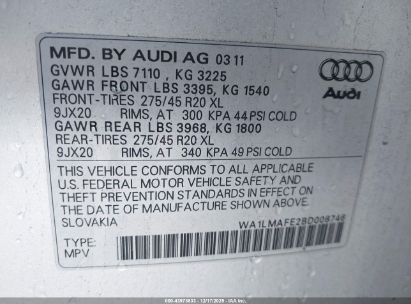 MFD. BY AUDI AG 03 11
GVWR LBS 7110 , KG 3225
GAWR FRONT LBS 3395, KG 1540
FRONT-TIRES 275/45 R20 XL
9JX20 RIMS, AT 300 KPA 44 PSI COLD
GAWR REAR LBS 3968, KG 1800
REAR-TIRES 275/45 R20 XL
9JX20 RIMS, AT 340 KPA 49 PSI COLD
THIS VEHICLE CONFORMS TO ALL APPLICABLE
U.S. FEDERAL MOTOR VEHICLE SAFETY AND
THEFT PREVENTION STANDARDS IN EFFECT ON
THE DATE OF MANUFACTURE SHOWN ABOVE.
SLOVAKIA
WA1LMAFE2BD008746
TYPE:
MPV
Audi